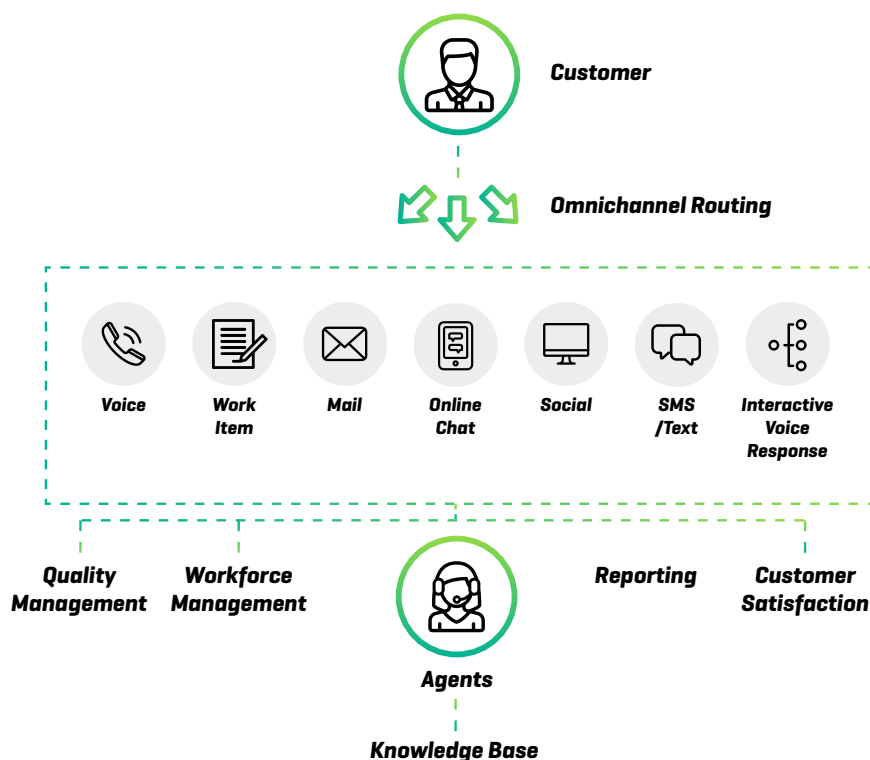 Customer
Omnichannel Routing
Voice
Work
Item
Mail
Online
Chat
Social
SMS
/Text
Interactive
Voice
Response
Quality
Management
Workforce
Management
Reporting
Customer
Satisfaction
Agents
Knowledge Base